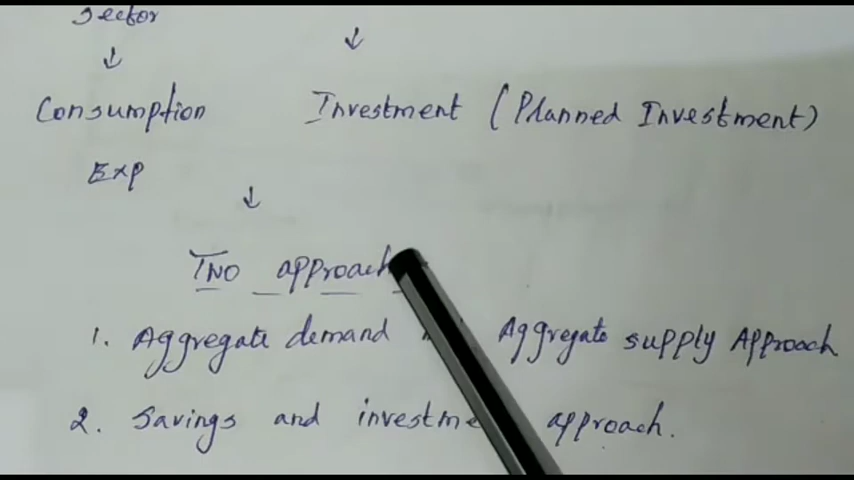 Sector
↓ ↓
Consumption Investment (Planned Investment)
Exp
↓
Two approach
1. Aggregate demand Aggregate supply Approach
2. Savings and investme approach.